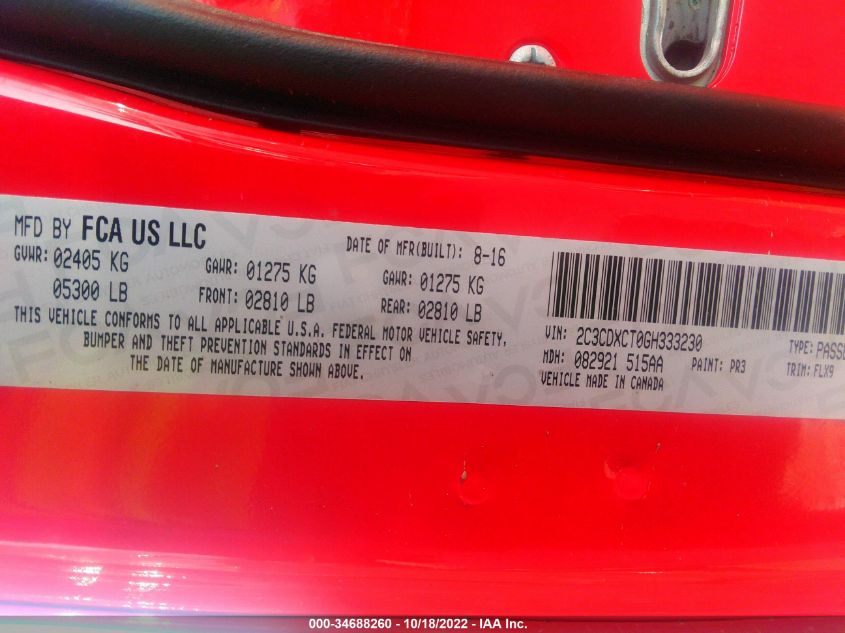 MFD BY FCA US LLC
DATE OF MFR(BUILT): 8-16
GVWR: 02405 KG
GAWR: 01275 KG
GAWR: 01275 KG
05300 LB
FRONT: 02810 LB
REAR: 02810 LB
THIS VEHICLE CONFORMS TO ALL APPLICABLE U.S.A. FEDERAL MOTOR VEHICLE SAFETY,
BUMPER AND THEFT PREVENTION STANDARDS IN EFFECT ON
THE DATE OF MANUFACTURE SHOWN ABOVE.
VIN: 2C3CDXCT0GH333230
TYPE: PASSE
MDH: 082921 515AA
PAINT: PR3
TRIM: FLX9
VEHICLE MADE IN CANADA
000-34688260 - 10/18/2022 - IAA Inc.